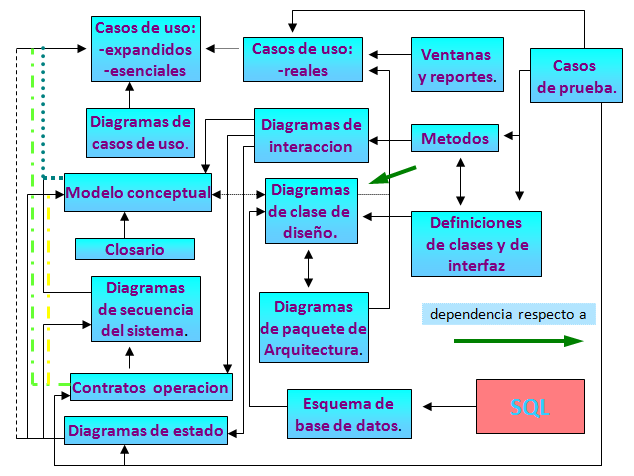 Casos de uso:
-expandidos
-esenciales
Casos de uso:
-reales
Ventanas
y reportes.
Casos
de prueba.
Diagramas de
casos de uso.
Diagramas de
interaccion
Metodos
Modelo conceptual
Diagramas
de clase de
diseño.
Definiciones
de clases y de
interfaz
Closario
Diagramas
de secuencia
del sistema.
Diagramas
de paquete de
Arquitectura.
dependencia respecto a
Contratos operacion
Esquema de
base de datos.
SQL
Diagramas de estado